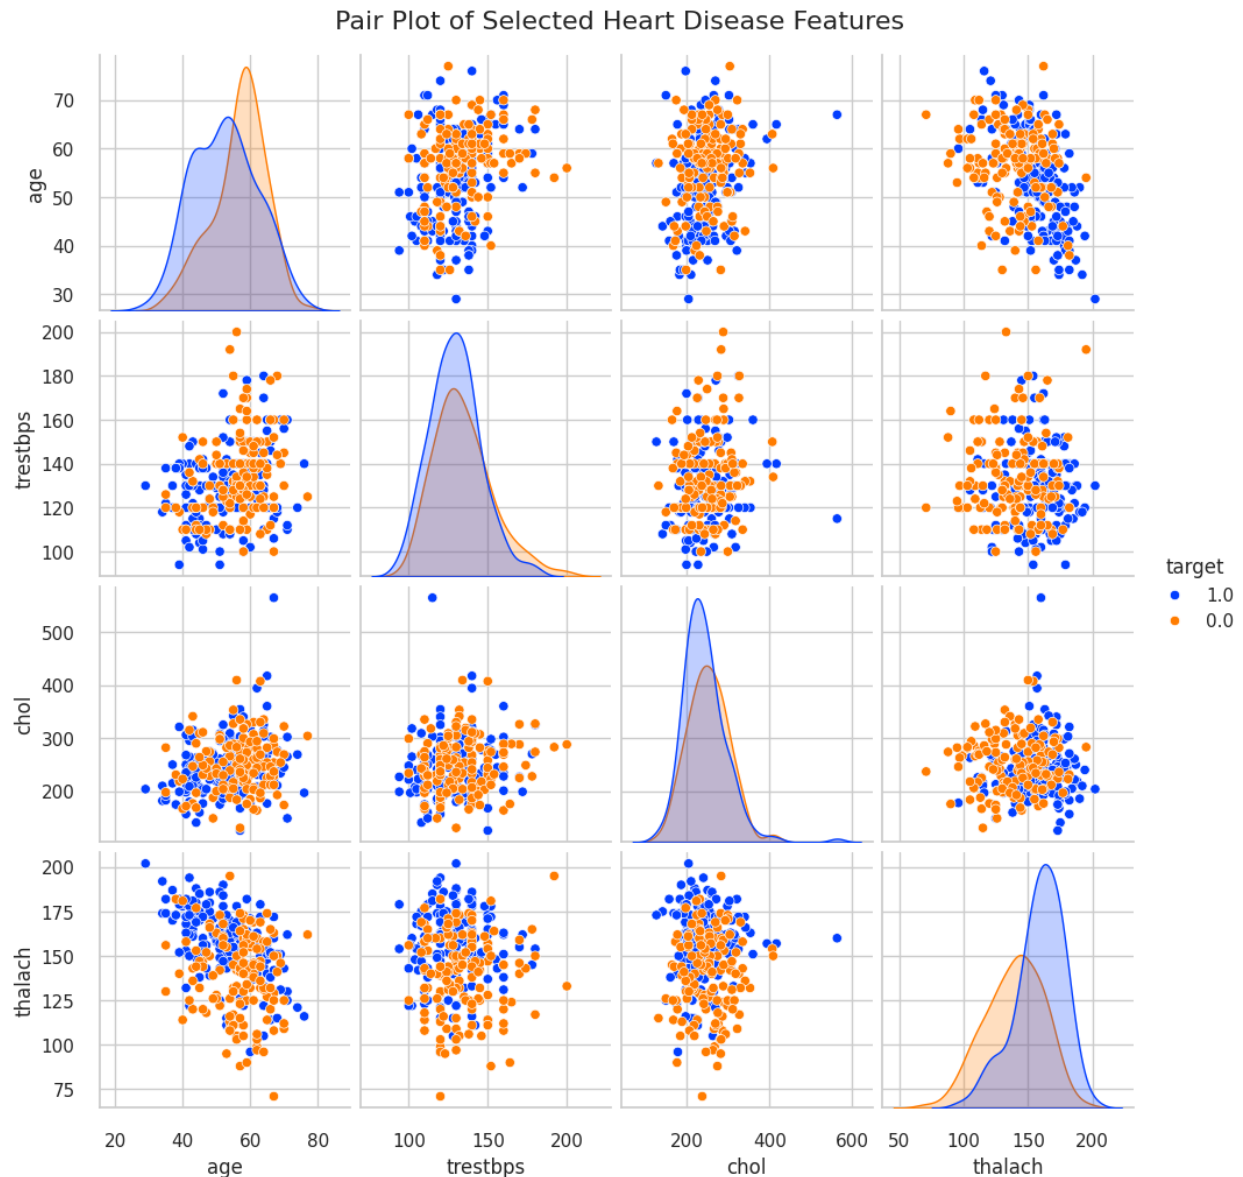 Pair Plot of Selected Heart Disease Features
age
70
60
50
40
30
trestbps
200
180
160
140
120
100
target
1.0
0.0
chol
500
400
300
200
thalach
200
175
150
125
100
75
20 40 60 80
100 150 200
200 400 600
50 100 150 200
age
trestbps
chol
thalach